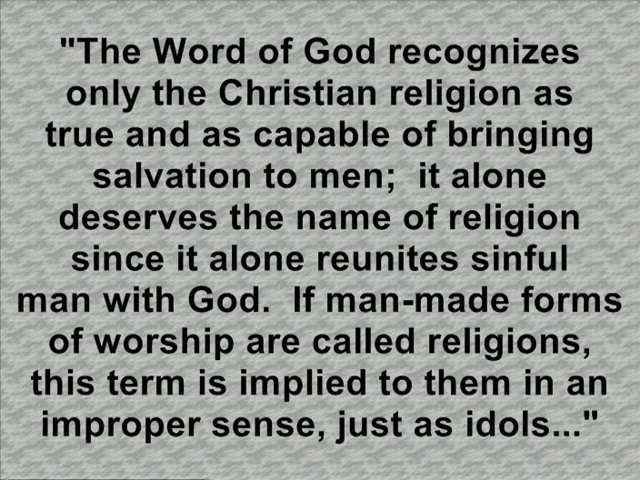 "The Word of God recognizes
only the Christian religion as
true and as capable of bringing
salvation to men;  it alone
deserves the name of religion
since it alone reunites sinful
man with God.  If man-made forms
of worship are called religions,
this term is implied to them in an
improper sense, just as idols..."